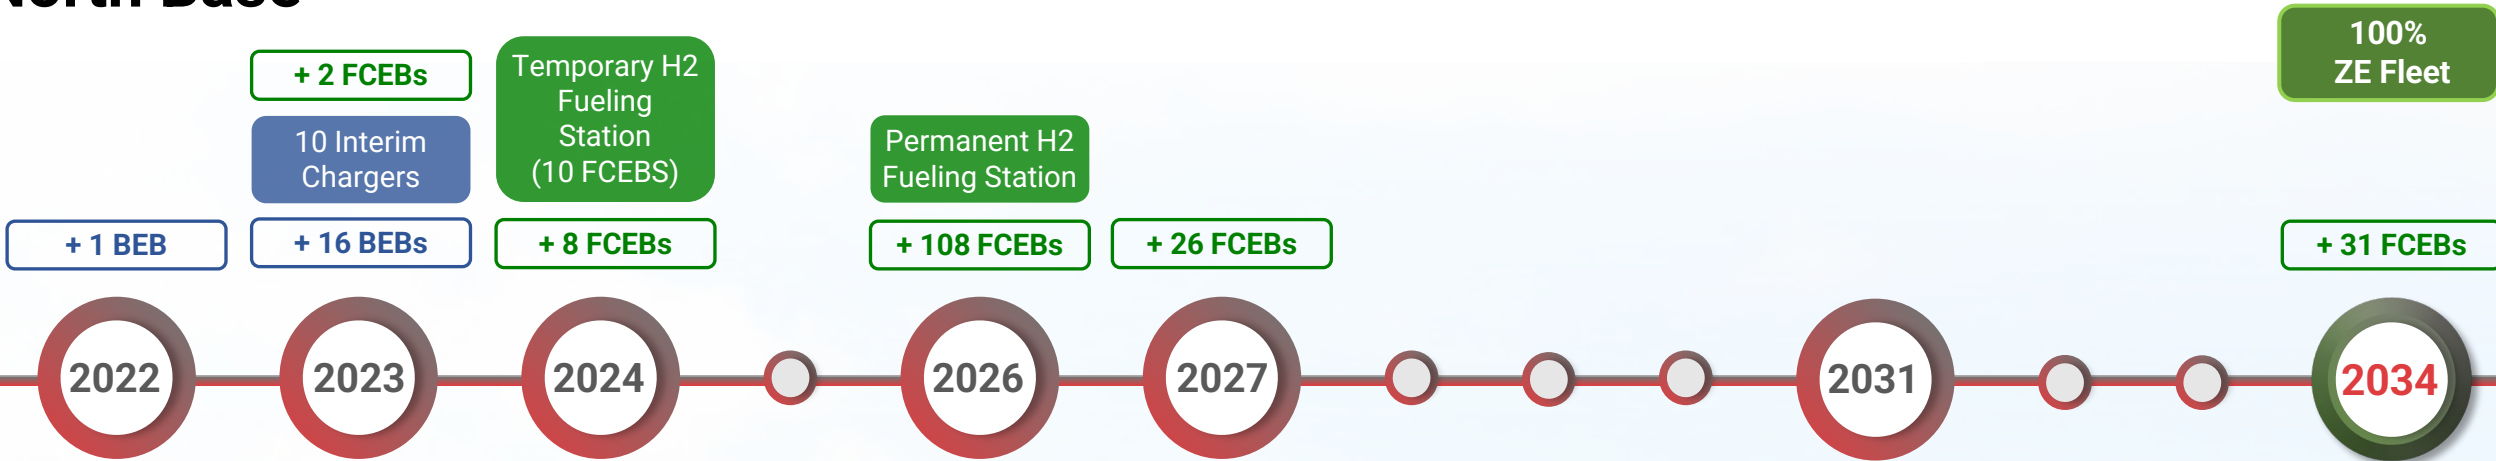 + 2 FCEBs
10 Interim
Chargers
Temporary H2
Fueling
Station
(10 FCEBS)
Permanent H2
Fueling Station
100%
ZE Fleet
+ 1 BEB
+ 16 BEBs
+ 8 FCEBs
+ 108 FCEBs
+ 26 FCEBs
+ 31 FCEBs
2022
2023
2024
2026
2027
2031
2034